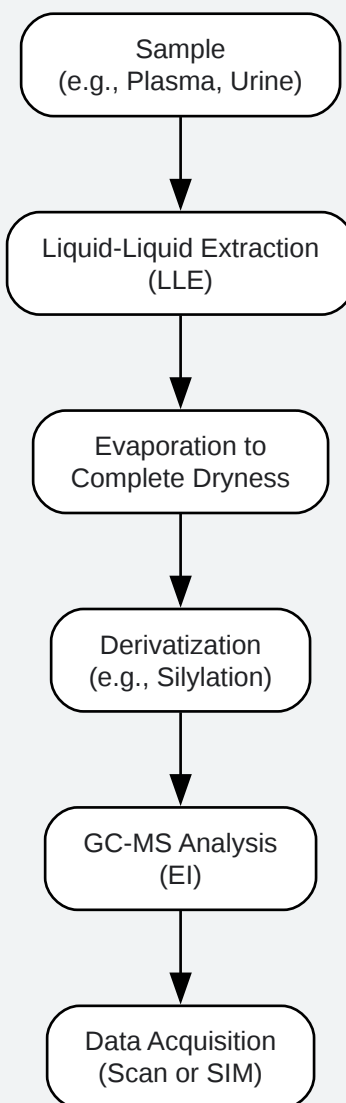 Sample
(e.g., Plasma, Urine)
Liquid-Liquid Extraction
(LLE)
Evaporation to
Complete Dryness
Derivatization
(e.g., Silylation)
GC-MS Analysis
(EI)
Data Acquisition
(Scan or SIM)